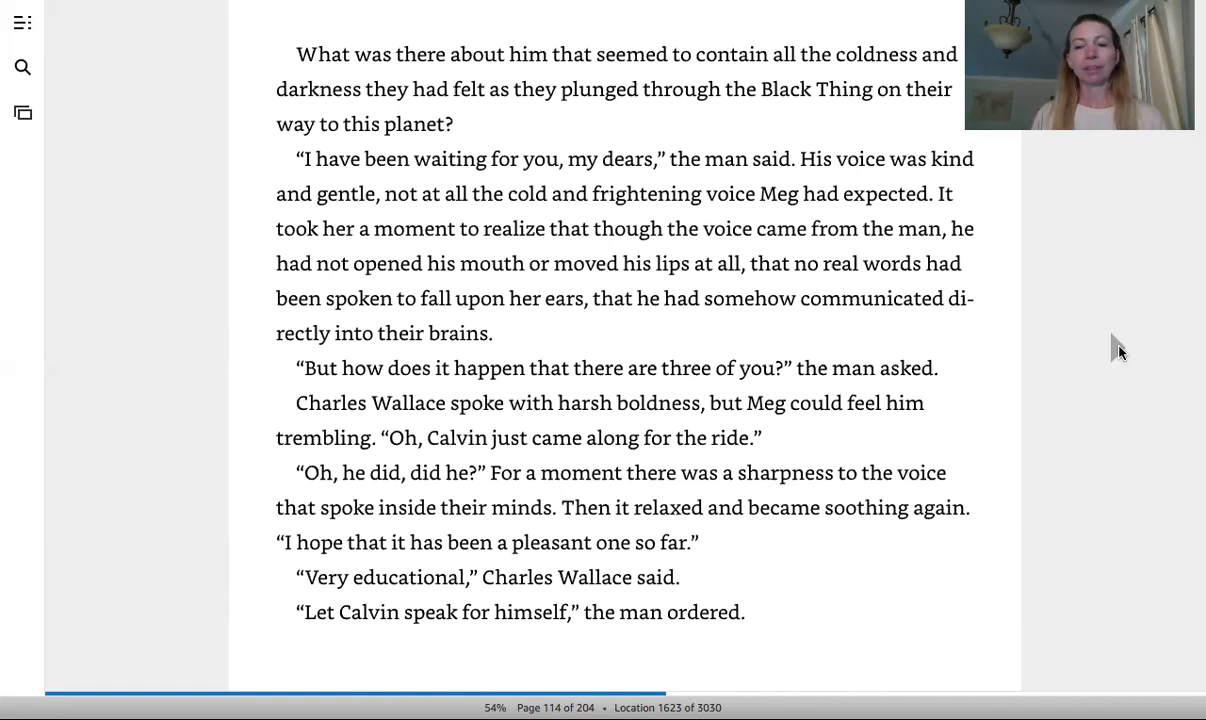 What was there about him that seemed to contain all the coldness and
darkness they had felt as they plunged through the Black Thing on their
way to this planet?
“I have been waiting for you, my dears,” the man said. His voice was kind
and gentle, not at all the cold and frightening voice Meg had expected. It
took her a moment to realize that though the voice came from the man, he
had not opened his mouth or moved his lips at all, that no real words had
been spoken to fall upon her ears, that he had somehow communicated di-
rectly into their brains.
“But how does it happen that there are three of you?” the man asked.
Charles Wallace spoke with harsh boldness, but Meg could feel him
trembling. “Oh, Calvin just came along for the ride.”
“Oh, he did, did he?” For a moment there was a sharpness to the voice
that spoke inside their minds. Then it relaxed and became soothing again.
“I hope that it has been a pleasant one so far.”
“Very educational,” Charles Wallace said.
“Let Calvin speak for himself,” the man ordered.
54% Page 114 of 204 • Location 1623 of 3030